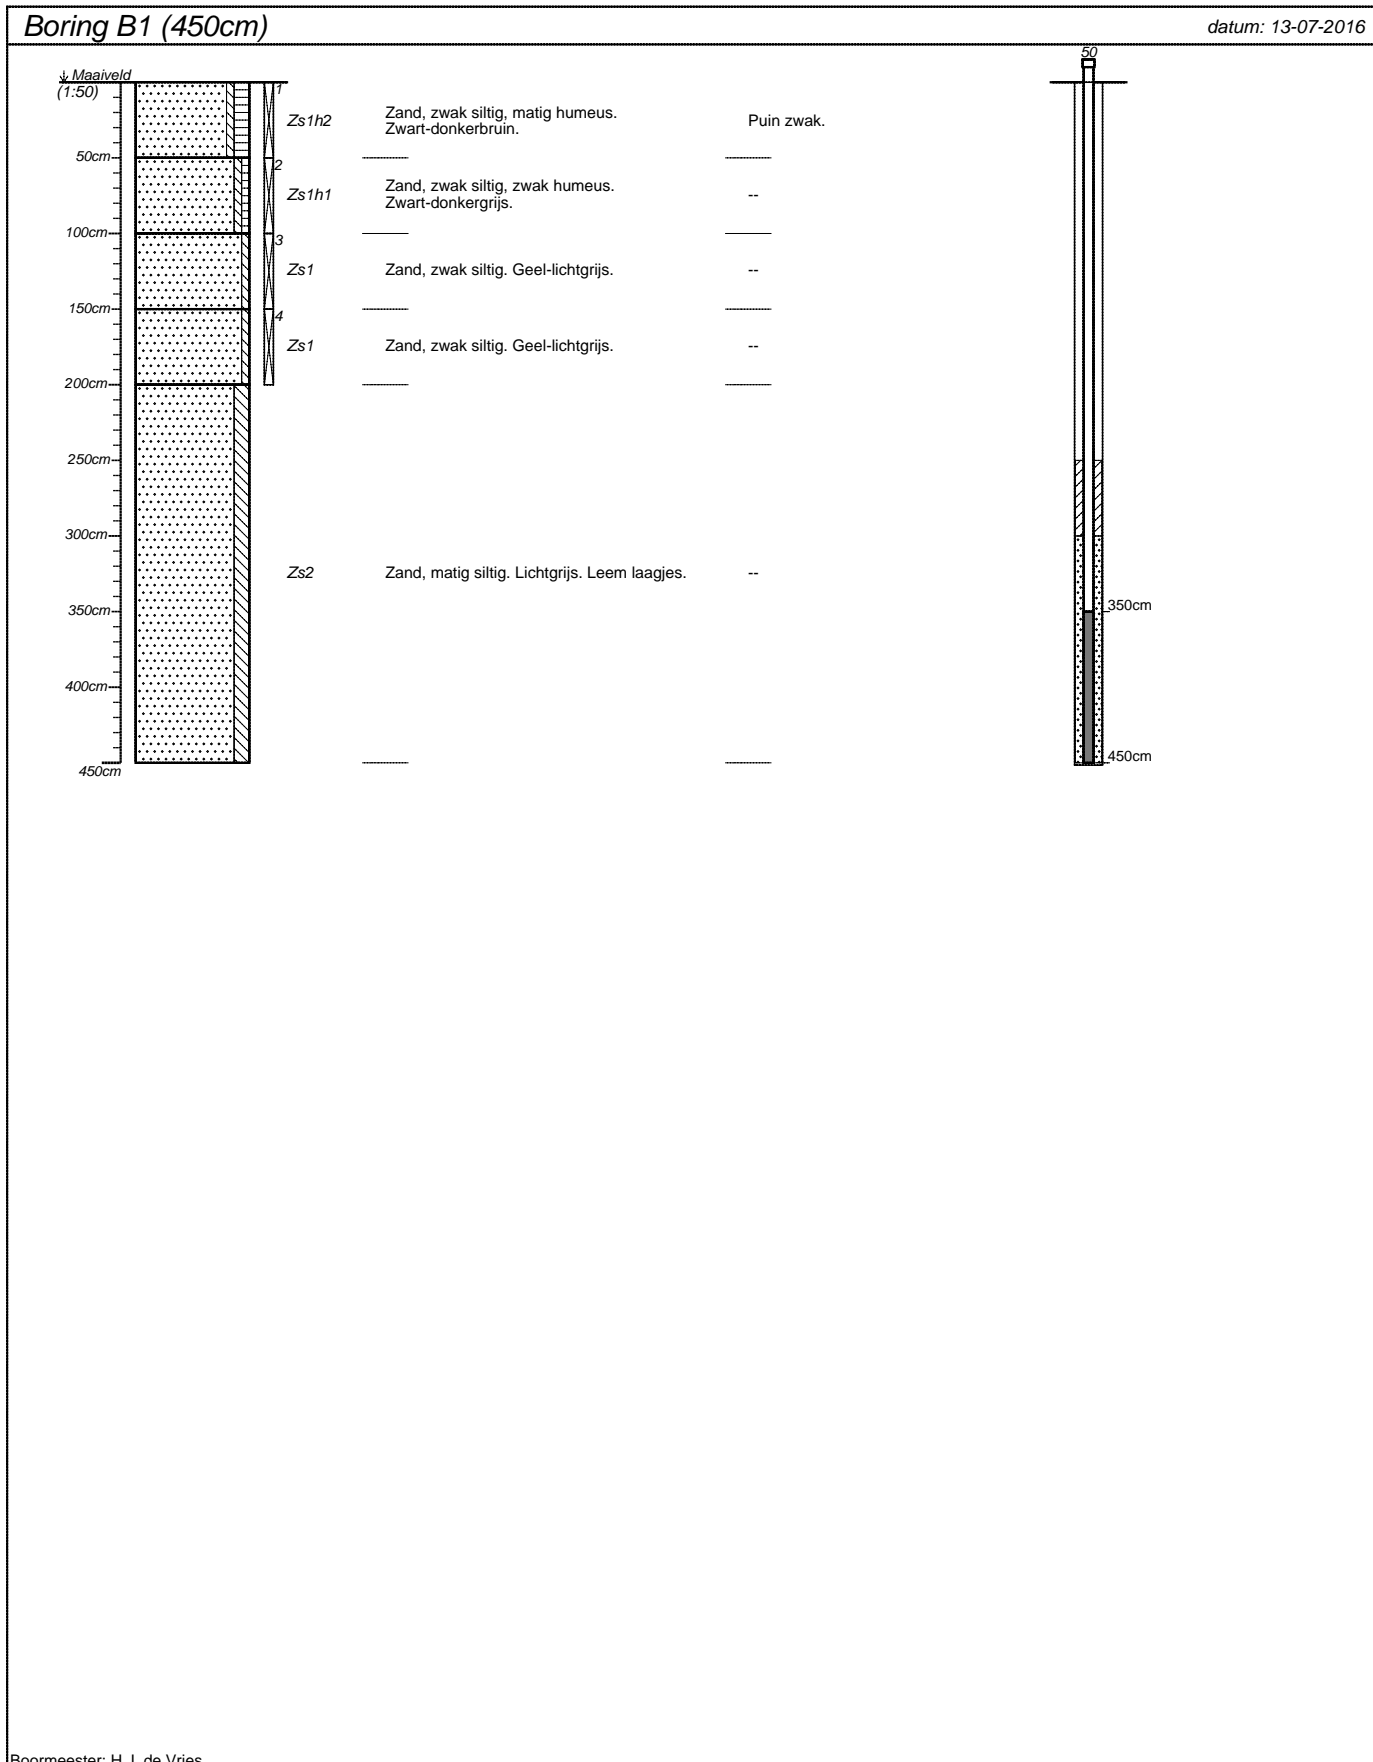 Boring B1 (450cm)
datum: 13-07-2016
50
Maaiveld
(1:50)
1
Zs1h2
Zand, zwak siltig, matig humeus.
Zwart-donkerbruin.
Puin zwak.
50cm
2
Zs1h1
Zand, zwak siltig, zwak humeus.
Zwart-donkergrijs.
--
100cm
3
Zs1
Zand, zwak siltig. Geel-lichtgrijs.
--
150cm
4
Zs1
Zand, zwak siltig. Geel-lichtgrijs.
--
200cm
250cm
300cm
Zs2
Zand, matig siltig. Lichtgrijs. Leem laagjes.
--
350cm
350cm
400cm
450cm
450cm
Boormeester: H.J. de Vries